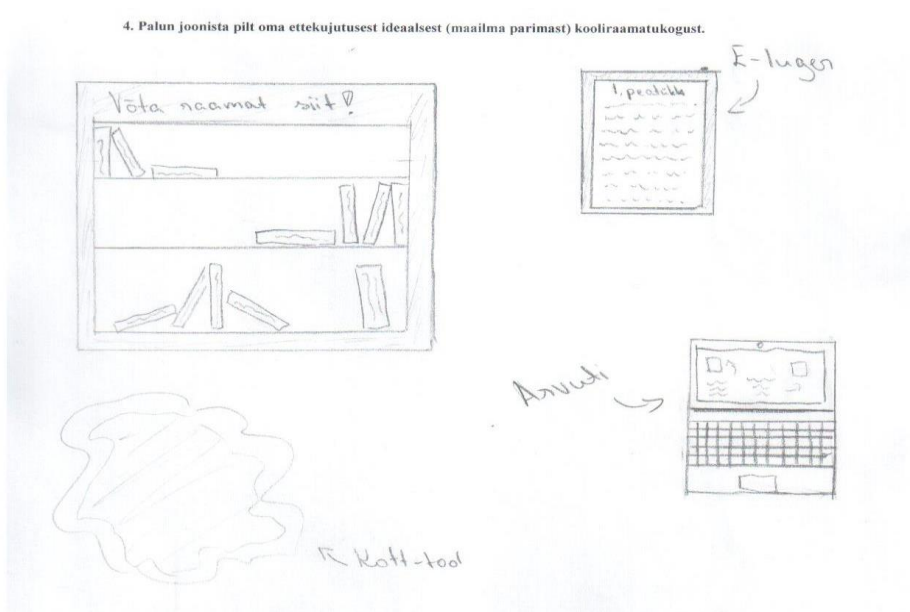 4. Palun joonista pilt oma ettekujutusest ideaalsest (maailma parimast) kooliraamatukogust.
E-luger
Võta raamat siit!
1. peatükk
Arvuti
Kott-tool